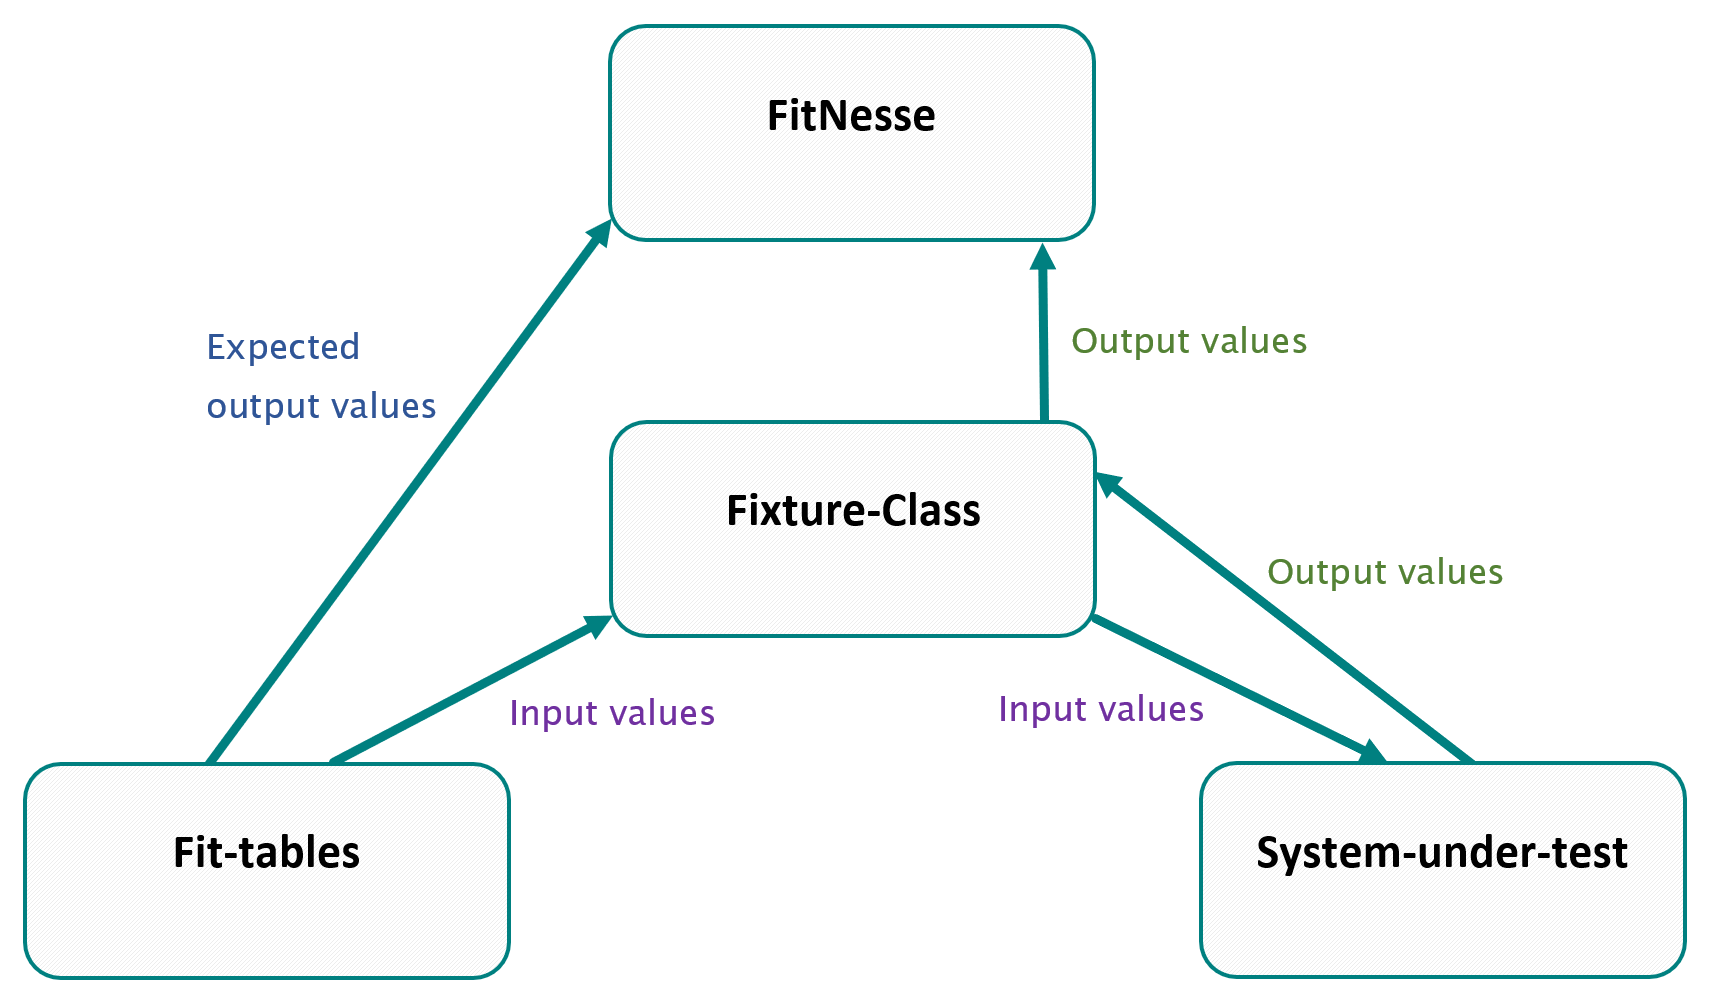 FitNesse
Expected
output values
Output values
Fixture-Class
Output values
Input values
Input values
Fit-tables
System-under-test